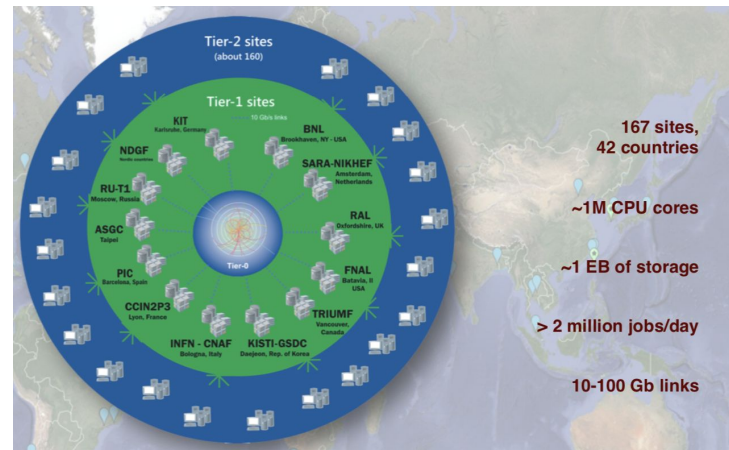 Tier-2 sites
(about 160)
Tier-1 sites
10 Gb/s links
KIT
Karlsruhe, Germany
BNL
Brookhaven, NY - USA
NDGF
Nordic countries
SARA-NIKHEF
Amsterdam,
Netherlands
RU-T1
Moscow, Russia
RAL
Oxfordshire, UK
ASGC
Taipei
Tier-0
FNAL
Batavia, Il
USA
PIC
Barcelona, Spain
CCIN2P3
Lyon, France
TRIUMF
Vancouver,
Canada
INFN - CNAF
Bologna, Italy
KISTI-GSDC
Daejeon, Rep. of Korea
167 sites,
42 countries
~1M CPU cores
~1 EB of storage
> 2 million jobs/day
10-100 Gb links